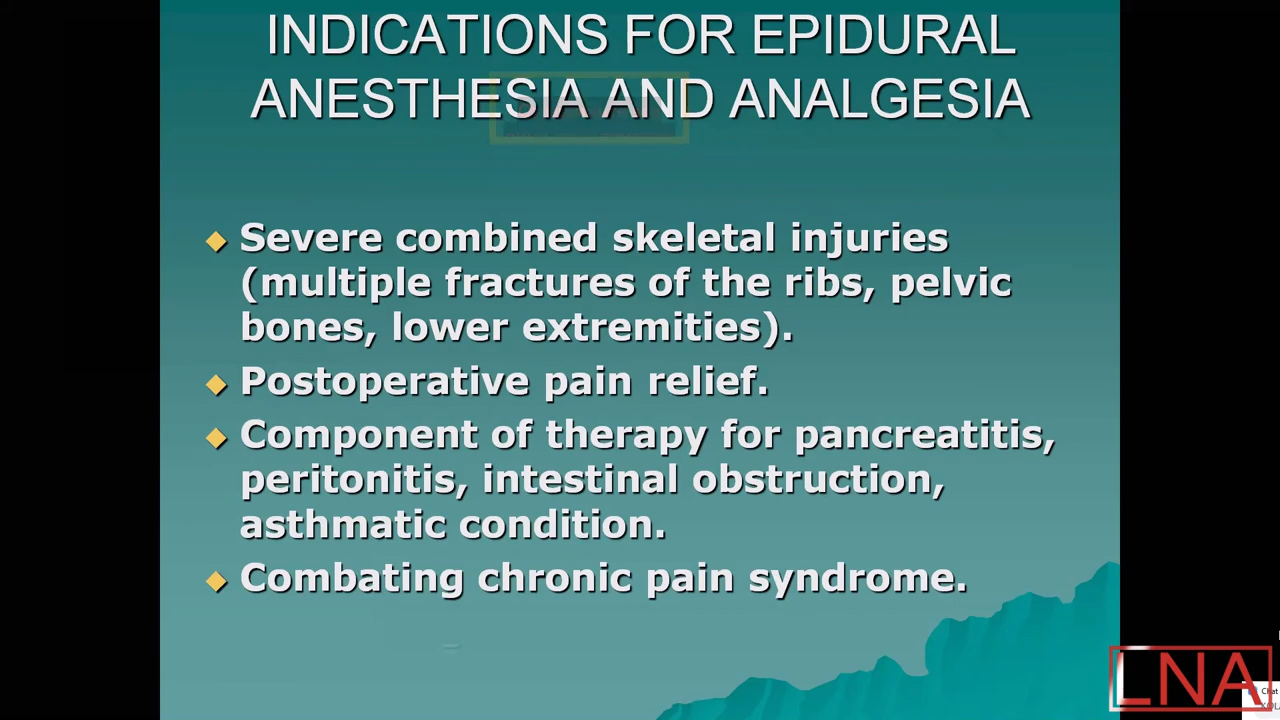 INDICATIONS FOR EPIDURAL
ANESTHESIA AND ANALGESIA
Severe combined skeletal injuries
(multiple fractures of the ribs, pelvic
bones, lower extremities).
Postoperative pain relief.
Component of therapy for pancreatitis,
peritonitis, intestinal obstruction,
asthmatic condition.
Combating chronic pain syndrome.
LNA
Chat